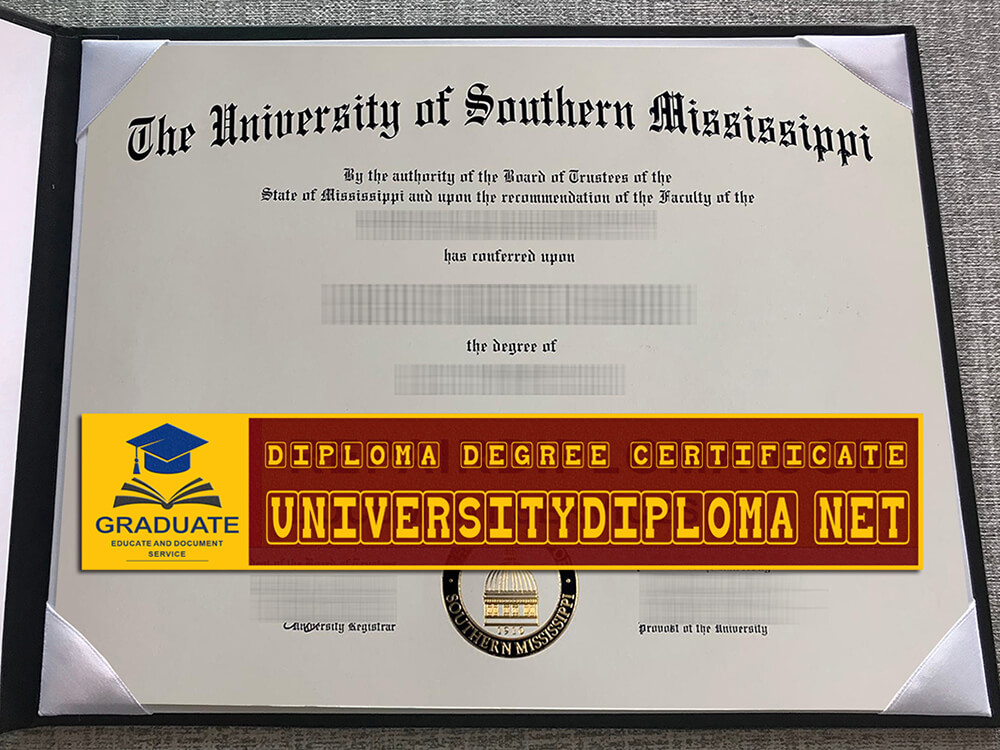 The University of Southern Mississippi
By the authority of the Board of Trustees of the
State of Mississippi and upon the recommendation of the Faculty of the
has conferred upon
the degree of
DIPLOMA DEGREE CERTIFICATE
UNIVERSITYDIPLOMA NET
GRADUATE
EDUCATE AND DOCUMENT
SERVICE
1910
SOUTHERN MISSISSIPPI
University Registrar
Provost of the University